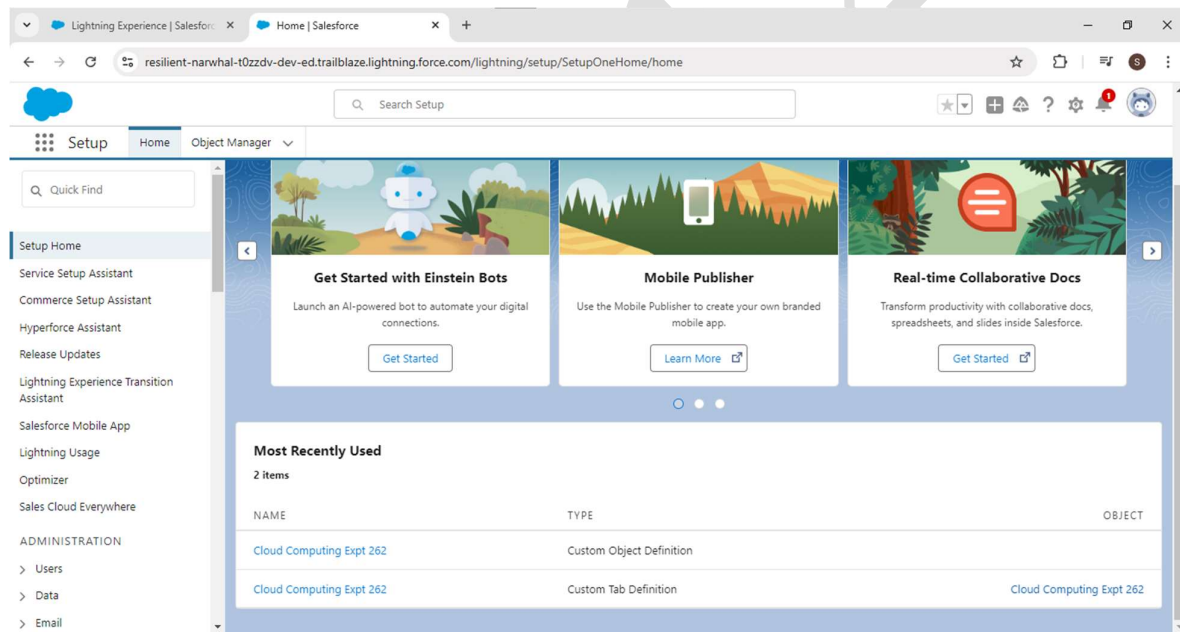 Lightning Experience | Salesforc
Home | Salesforce
resilient-narwhal-t0zzdv-dev-ed.trailblaze.lightning.force.com/lightning/setup/SetupOneHome/home
S
Search Setup
1
Setup
Home
Object Manager
Quick Find
Setup Home
Service Setup Assistant
Commerce Setup Assistant
Hyperforce Assistant
Release Updates
Lightning Experience Transition
Assistant
Salesforce Mobile App
Lightning Usage
Optimizer
Sales Cloud Everywhere
ADMINISTRATION
Users
Data
Email
Get Started with Einstein Bots
Launch an AI-powered bot to automate your digital
connections.
Get Started
Mobile Publisher
Use the Mobile Publisher to create your own branded
mobile app.
Learn More
Real-time Collaborative Docs
Transform productivity with collaborative docs,
spreadsheets, and slides inside Salesforce.
Get Started
Most Recently Used
2 items
NAME TYPE OBJECT
Cloud Computing Expt 262 Custom Object Definition
Cloud Computing Expt 262 Custom Tab Definition Cloud Computing Expt 262